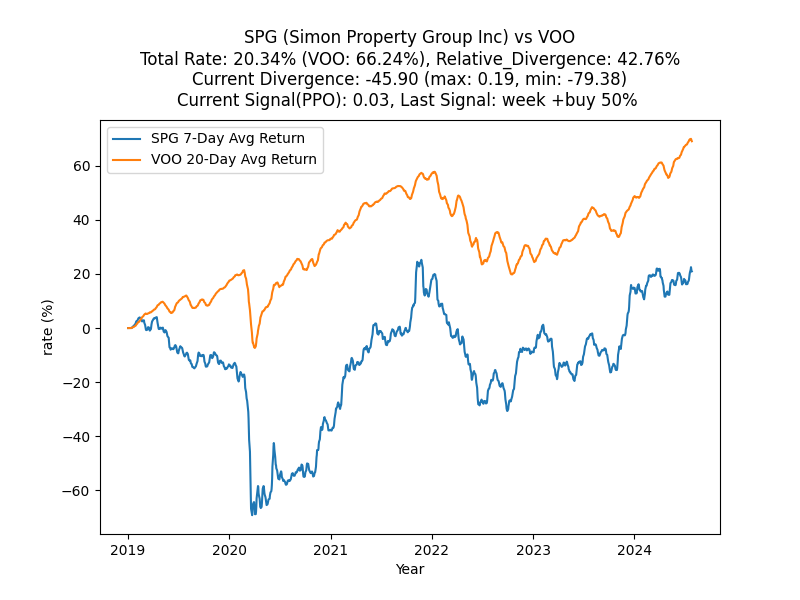 SPG (Simon Property Group Inc) vs VOO
Total Rate: 20.34% (VOO: 66.24%), Relative_Divergence: 42.76%
Current Divergence: -45.90 (max: 0.19, min: -79.38)
Current Signal(PPO): 0.03, Last Signal: week +buy 50%
SPG 7-Day Avg Return
VOO 20-Day Avg Return
rate (%)
60
40
20
0
−20
−40
−60
2019 2020 2021 2022 2023 2024
Year